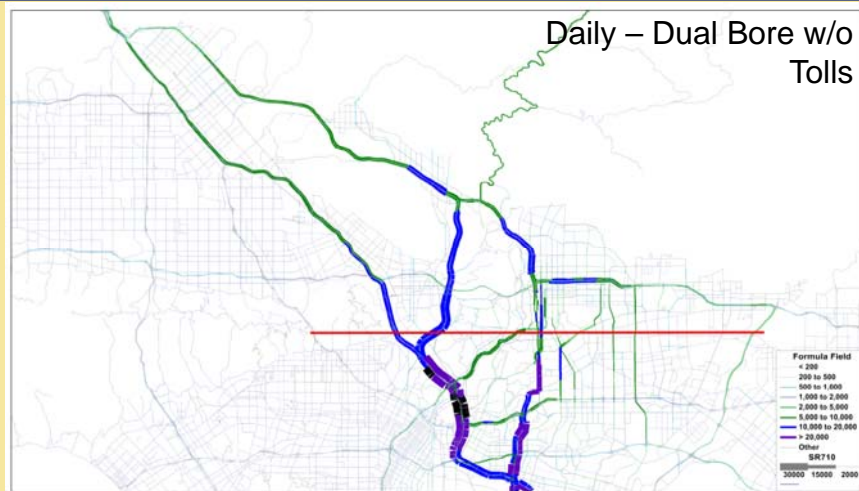 Daily – Dual Bore w/o
Tolls
Formula Field
< 200
200 to 500
500 to 1,000
1,000 to 2,000
2,000 to 5,000
5,000 to 10,000
10,000 to 20,000
> 20,000
Other
SR710
30000 15000 2000